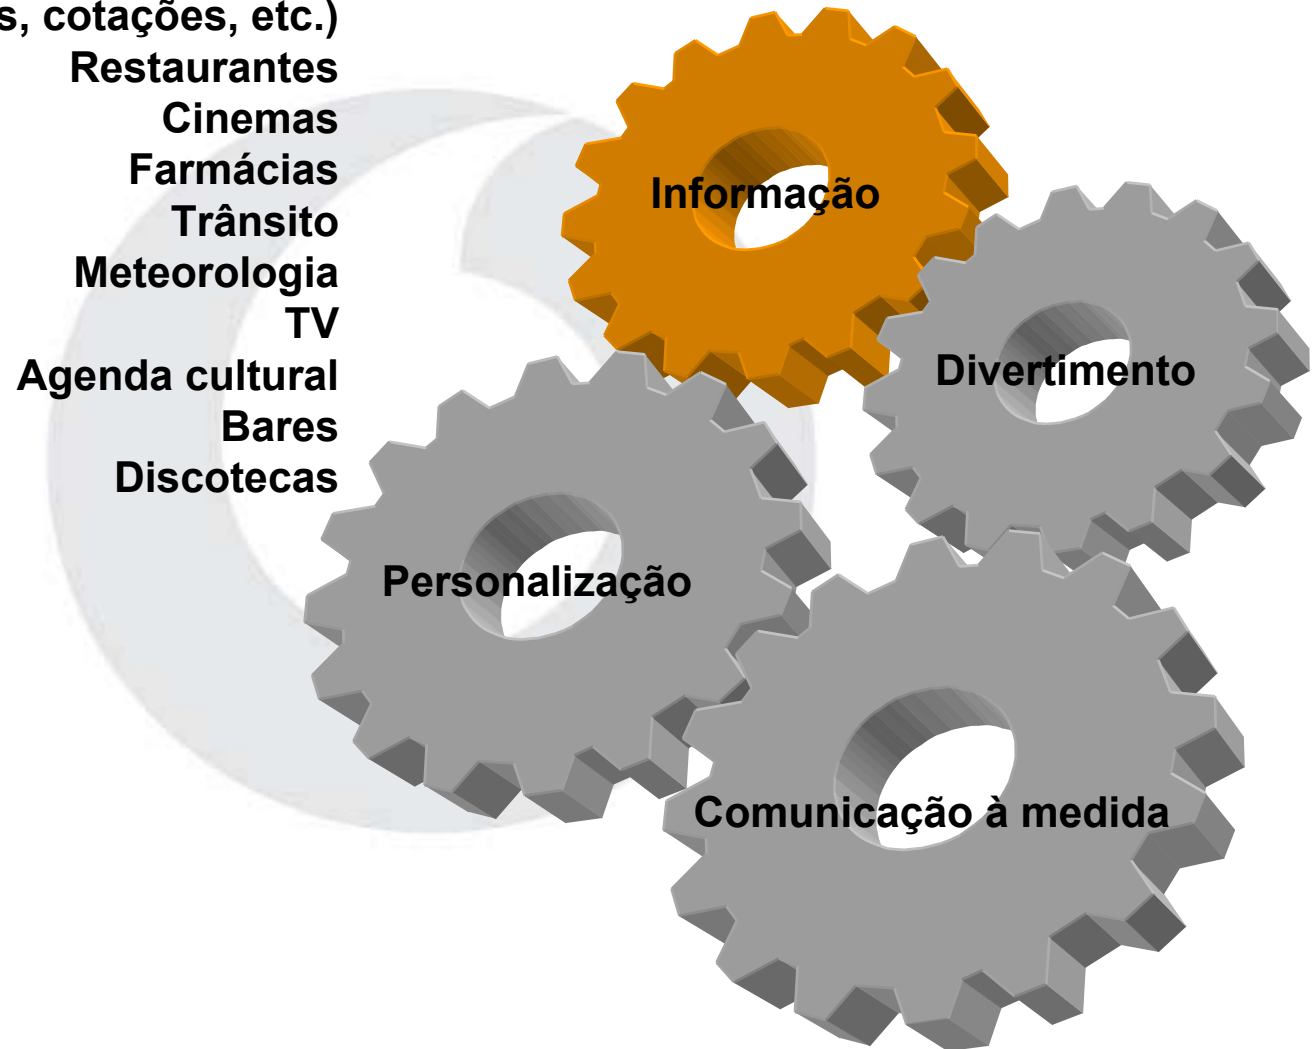 s, cotações, etc.)
Restaurantes
Cinemas
Farmácias
Trânsito
Meteorologia
TV
Agenda cultural
Bares
Discotecas
Informação
Divertimento
Personalização
Comunicação à medida